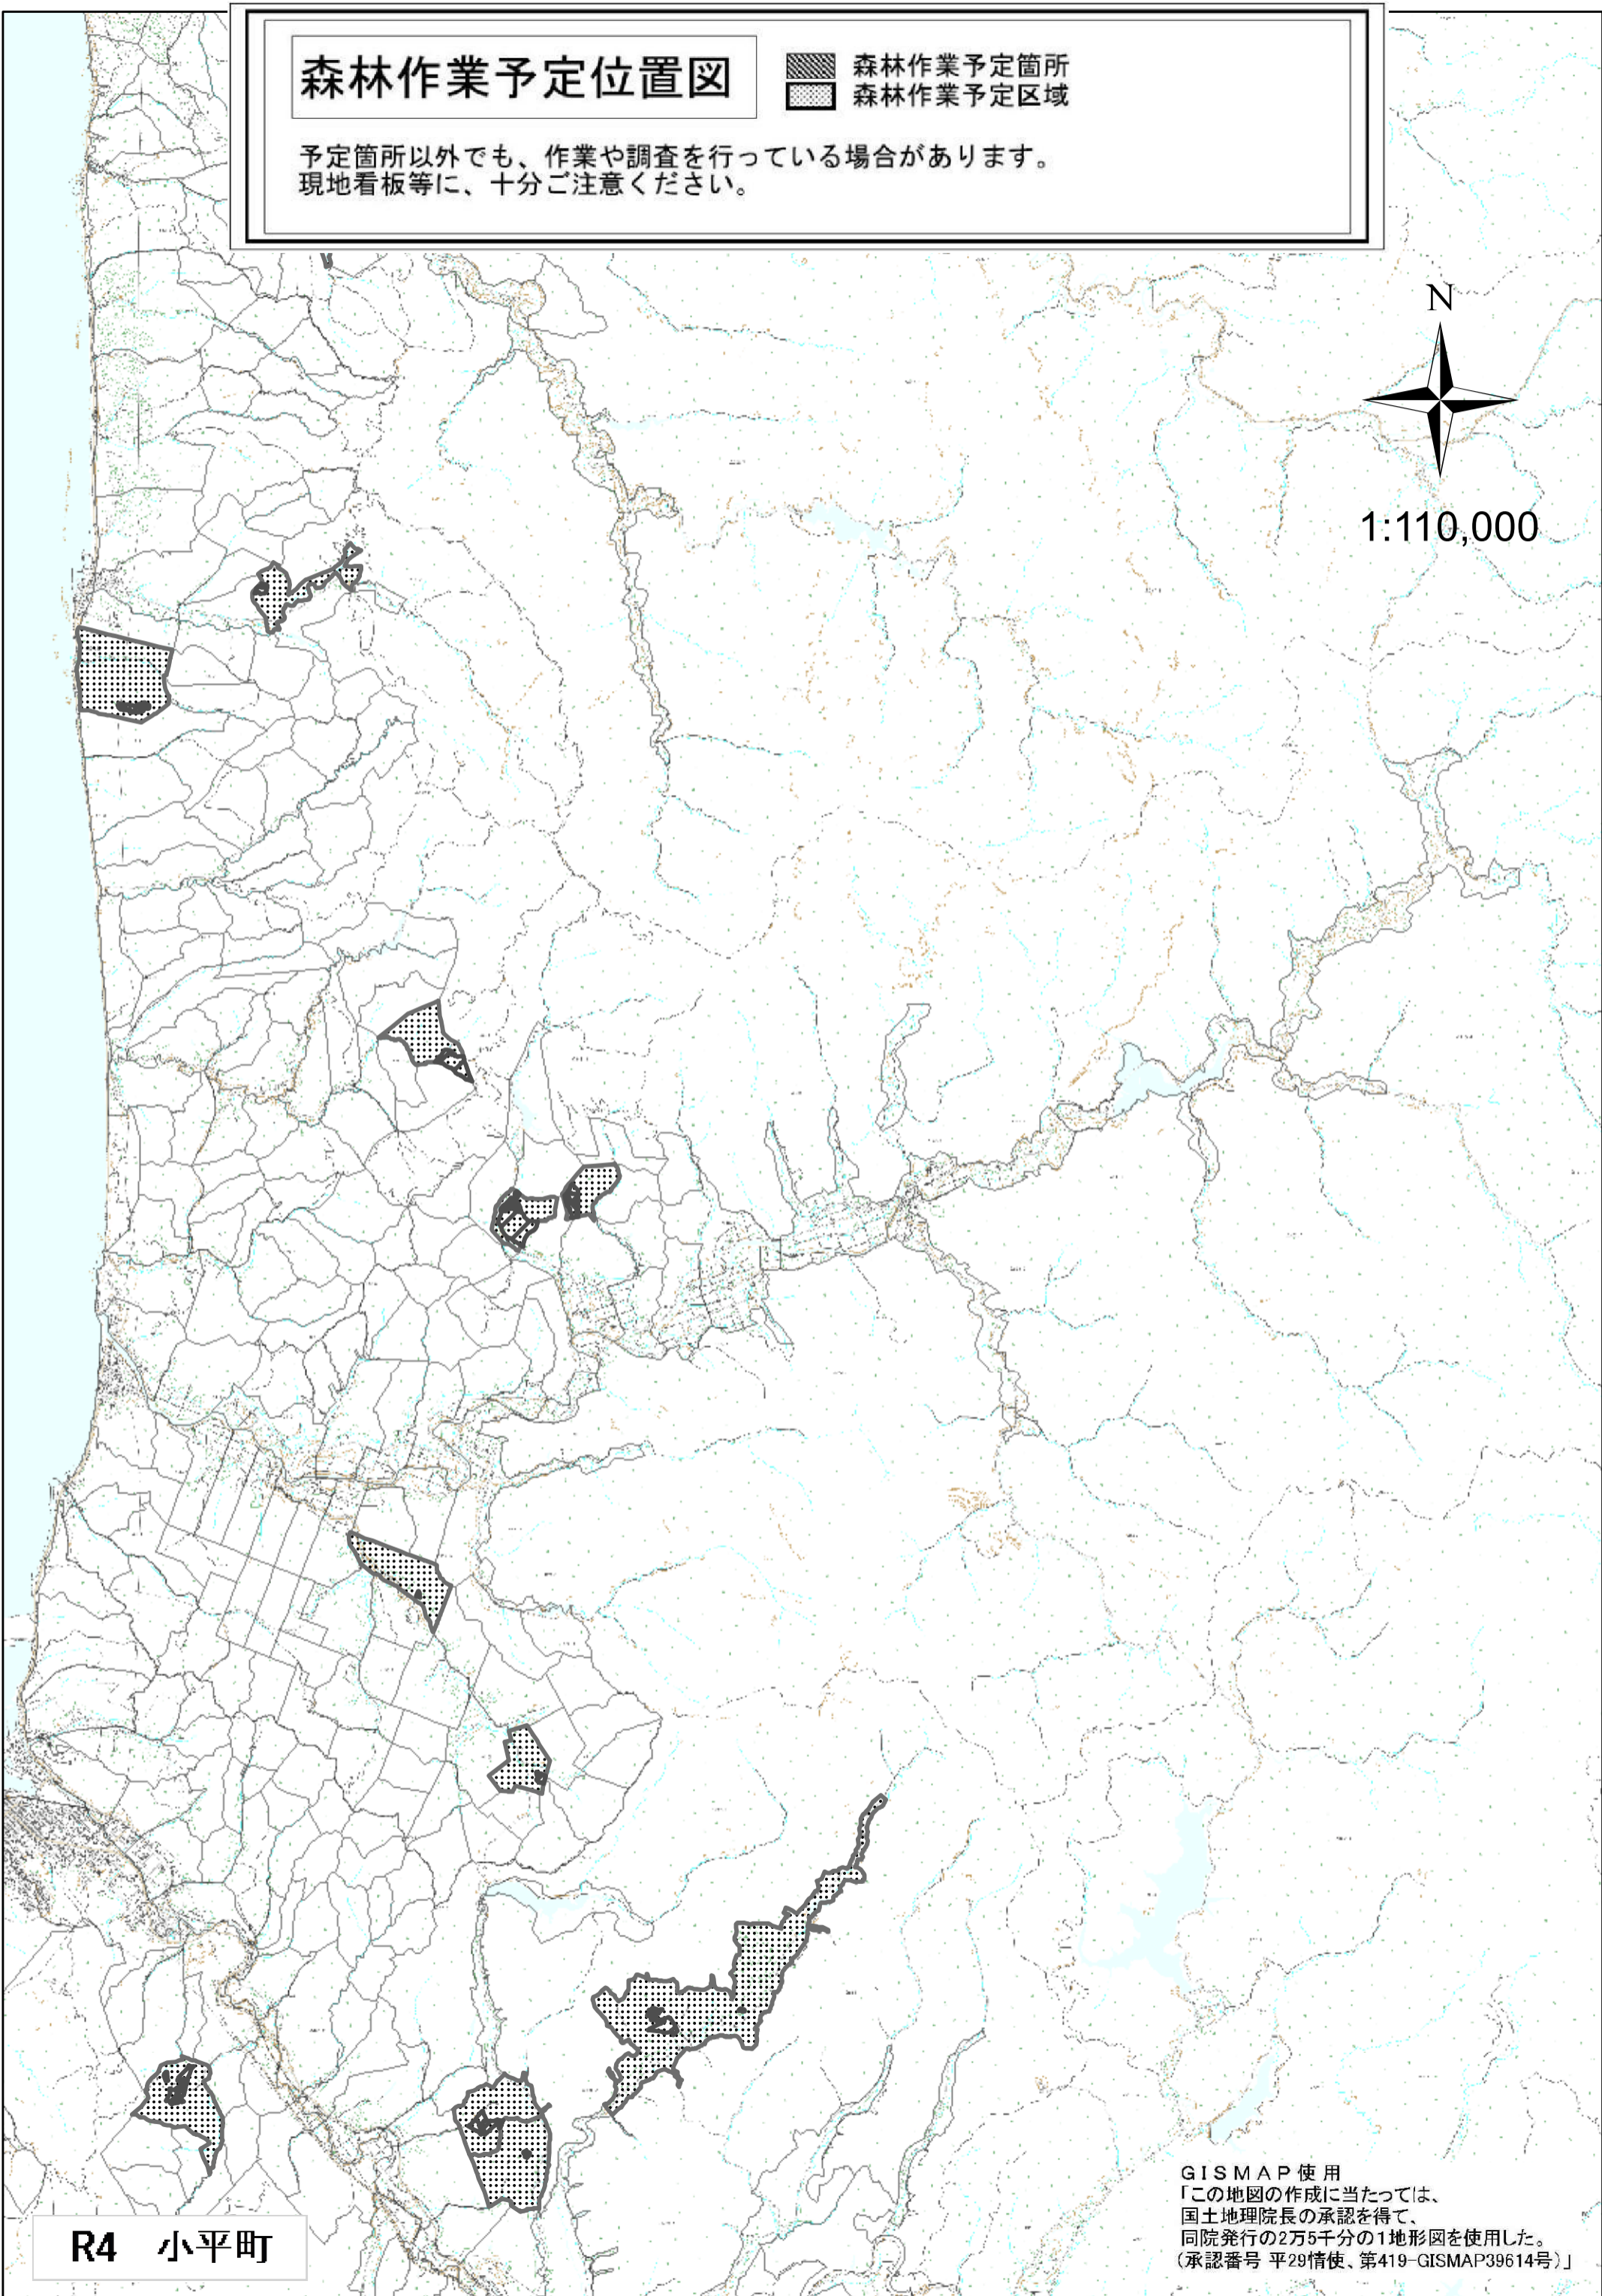 森林作業予定位置図
森林作業予定箇所
森林作業予定区域
予定箇所以外でも、作業や調査を行っている場合があります。
現地看板等に、十分ご注意ください。
N
1:110,000
GISMAP使用
「この地図の作成に当たっては、
国土地理院長の承認を得て、
同院発行の2万5千分の1地形図を使用した。
(承認番号 平29情使、第419-GISMAP39614号)」
R4 小平町